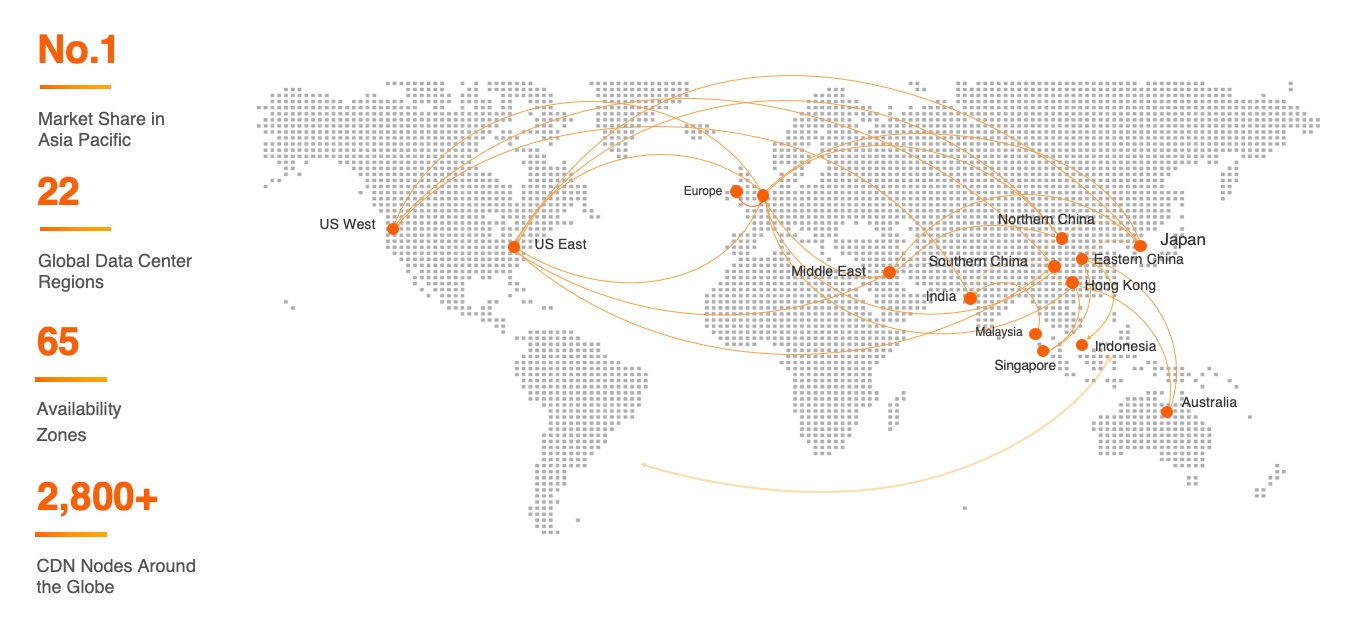 No.1
Market Share in
Asia Pacific
22
Global Data Center
Regions
65
Availability
Zones
2,800+
CDN Nodes Around
the Globe
US West
US East
Europe
Middle East
Northern China
Japan
Southern China
Eastern China
India
Hong Kong
Malaysia
Indonesia
Singapore
Australia